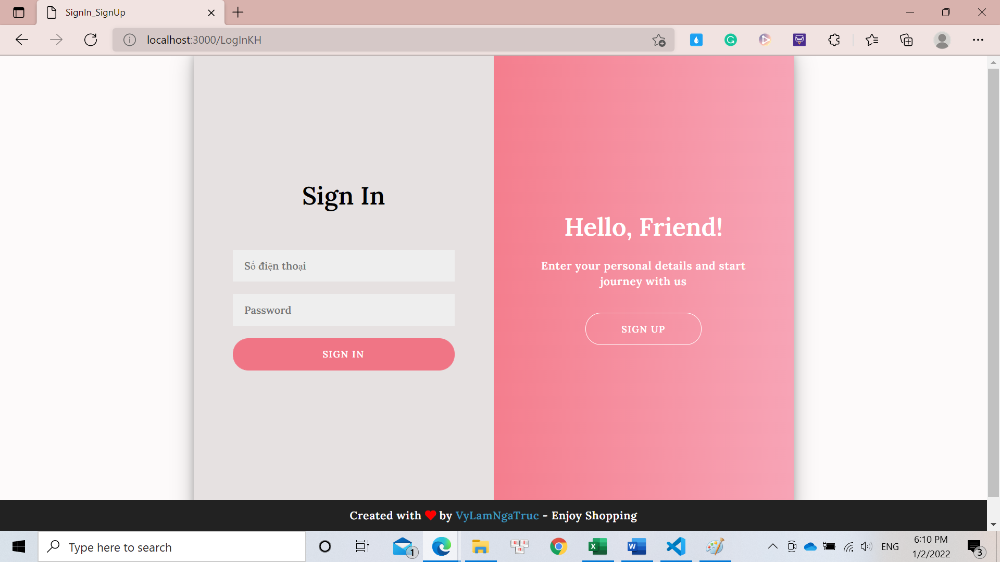 SignIn_SignUp
localhost:3000/LogInKH
Sign In
Số điện thoại
Password
SIGN IN
Hello, Friend!
Enter your personal details and start
journey with us
SIGN UP
Created with ❤ by VyLamNgaTruc - Enjoy Shopping
Type here to search
1
ENG
6:10 PM
1/2/2022
3